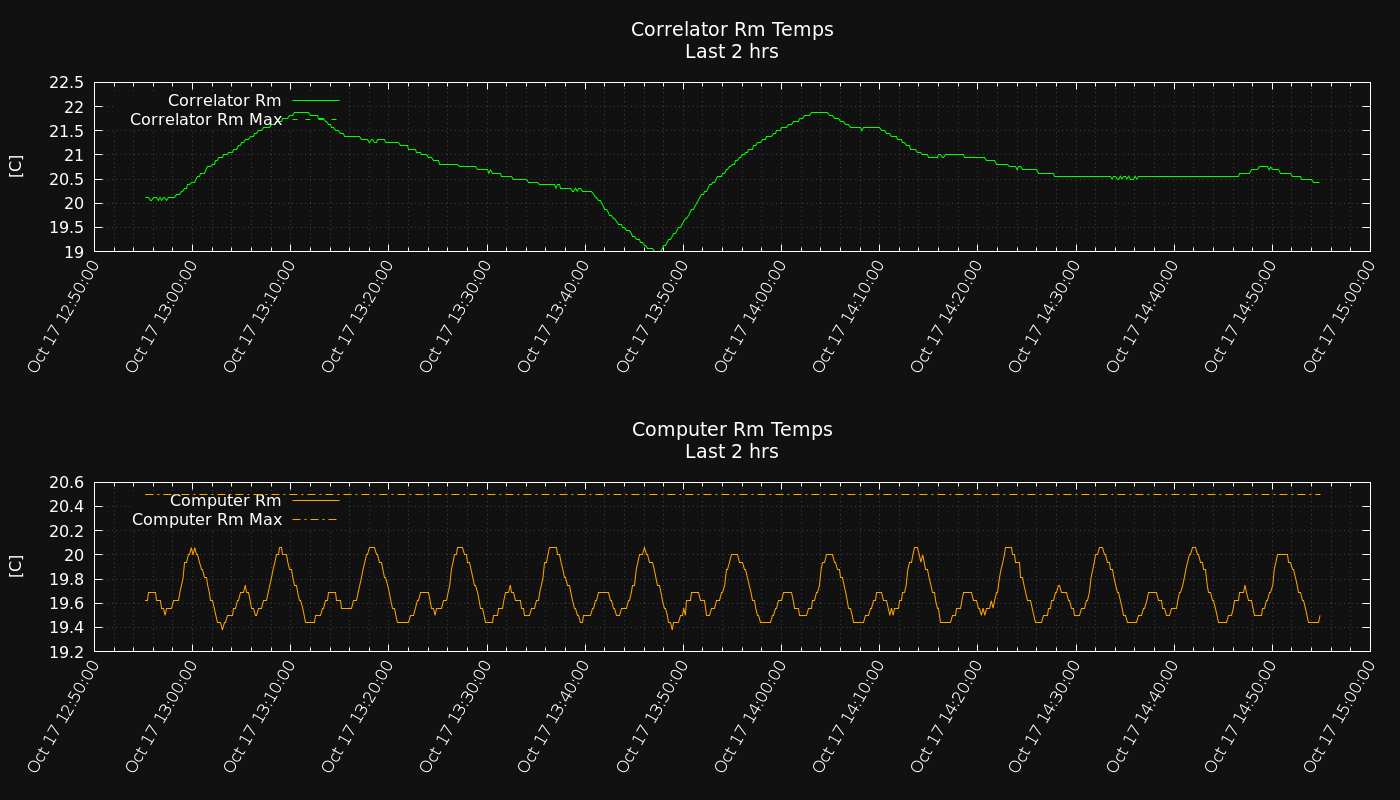 Correlator Rm Temps
Last 2 hrs
[C]
22.5
22
21.5
21
20.5
20
19.5
19
Correlator Rm
Correlator Rm Max
Oct 17 12:50:00
Oct 17 13:00:00
Oct 17 13:10:00
Oct 17 13:20:00
Oct 17 13:30:00
Oct 17 13:40:00
Oct 17 13:50:00
Oct 17 14:00:00
Oct 17 14:10:00
Oct 17 14:20:00
Oct 17 14:30:00
Oct 17 14:40:00
Oct 17 14:50:00
Oct 17 15:00:00
Computer Rm Temps
Last 2 hrs
[C]
20.6
20.4
20.2
20
19.8
19.6
19.4
19.2
Computer Rm
Computer Rm Max
Oct 17 12:50:00
Oct 17 13:00:00
Oct 17 13:10:00
Oct 17 13:20:00
Oct 17 13:30:00
Oct 17 13:40:00
Oct 17 13:50:00
Oct 17 14:00:00
Oct 17 14:10:00
Oct 17 14:20:00
Oct 17 14:30:00
Oct 17 14:40:00
Oct 17 14:50:00
Oct 17 15:00:00